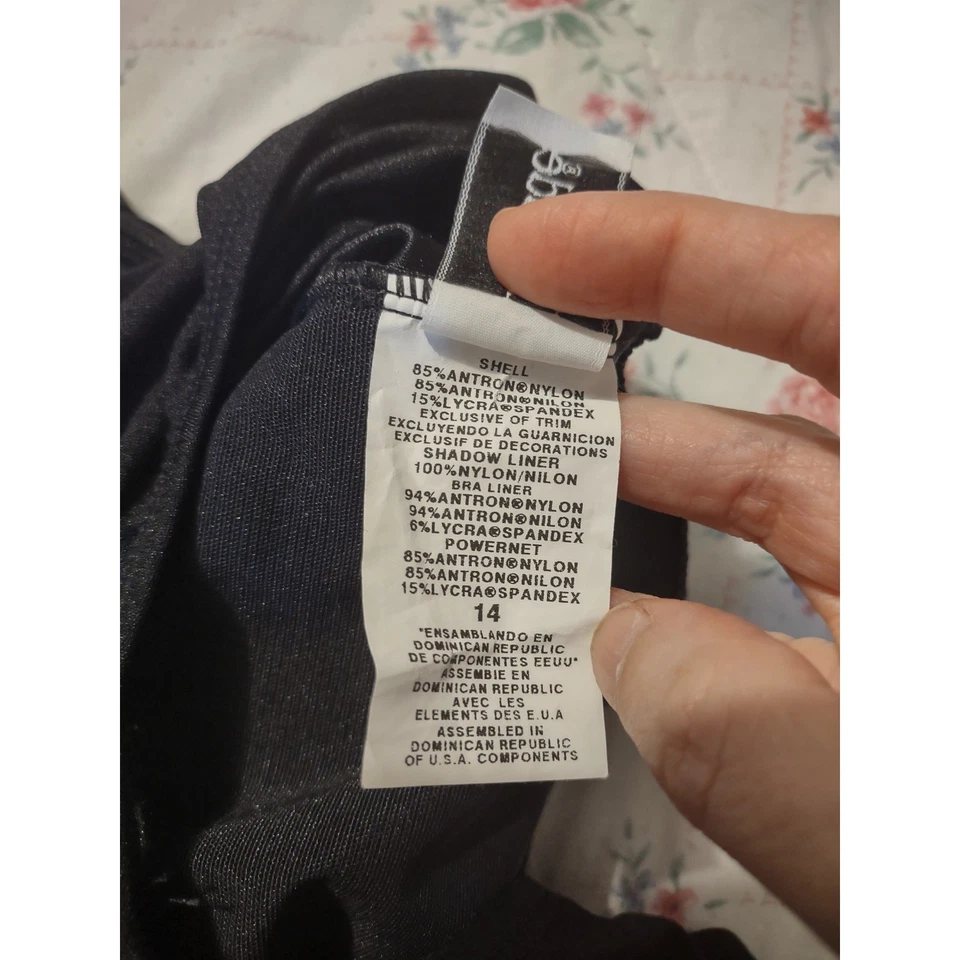 SHELL
85%ANTRON®NYLON
85%ANTRON®NILON
15%LYCRA®SPANDEX
EXCLUSIVE OF TRIM
EXCLUYENDO LA GUARNICION
EXCLUSIF DE DECORATIONS
SHADOW LINER
100%NYLON/NILON
BRA LINER
94%ANTRON®NYLON
94%ANTRON®NILON
6%LYCRA®SPANDEX
POWERNET
85%ANTRON®NYLON
85%ANTRON®NILON
15%LYCRA®SPANDEX
14
"ENSAMBLANDO EN
DOMINICAN REPUBLIC
DE COMPONENTES EEUU"
ASSEMBIE EN
DOMINICAN REPUBLIC
AVEC LES
ELEMENTS DES E.U.A
ASSEMBLED IN
DOMINICAN REPUBLIC
OF U.S.A. COMPONENTS